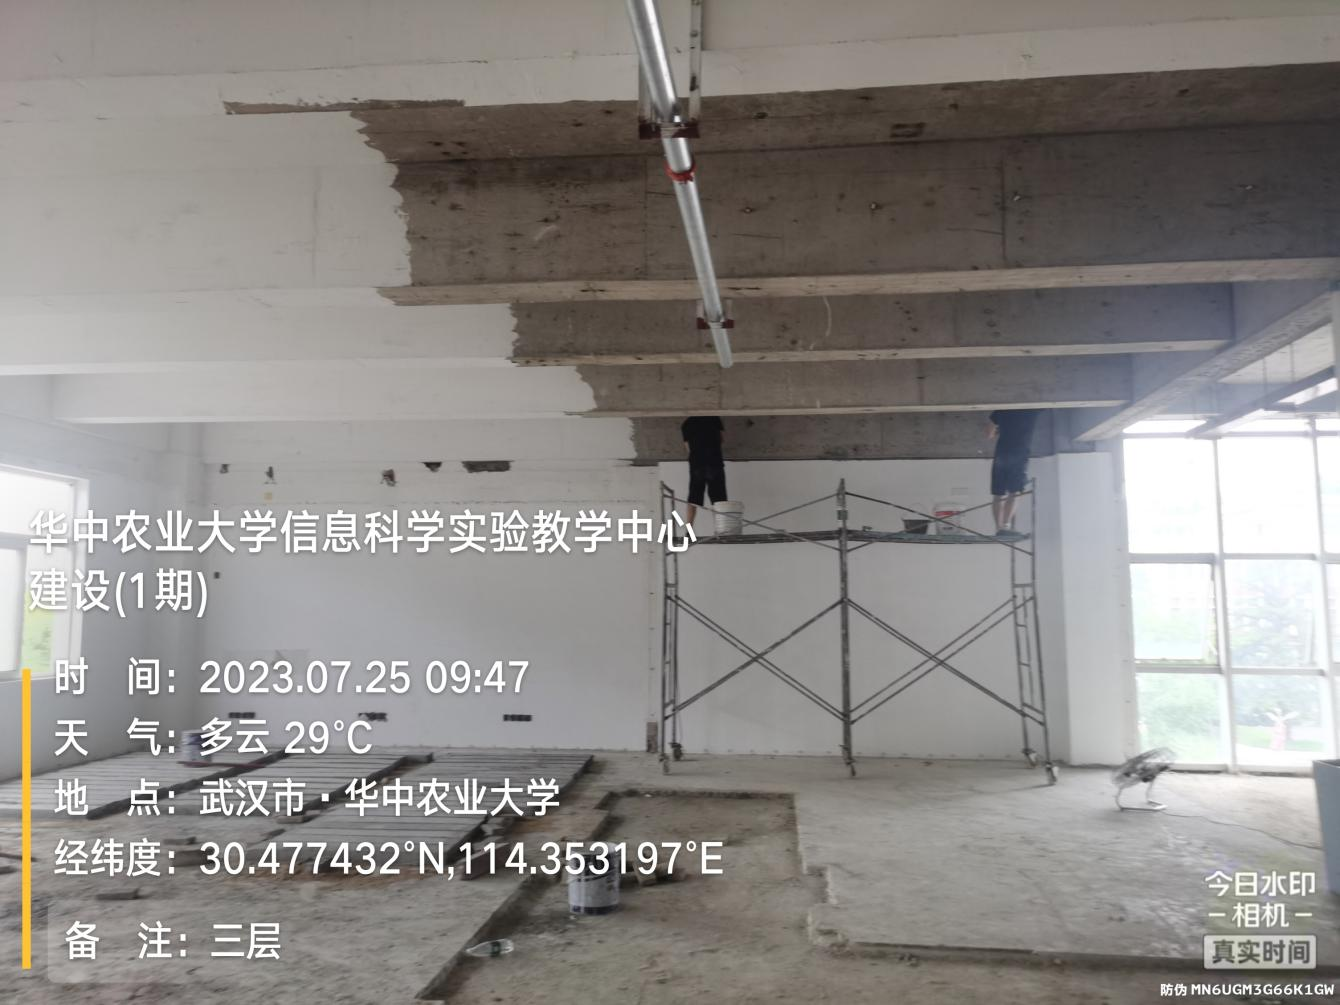 华中农业大学信息科学实验教学中心
建设(1期)
时 间：2023.07.25 09:47
天 气：多云 29°C
地 点：武汉市·华中农业大学
经纬度：30.477432°N,114.353197°E
备 注：三层
今日水印
-相机-
真实时间
防伪 MN6UGM3G66K1GW